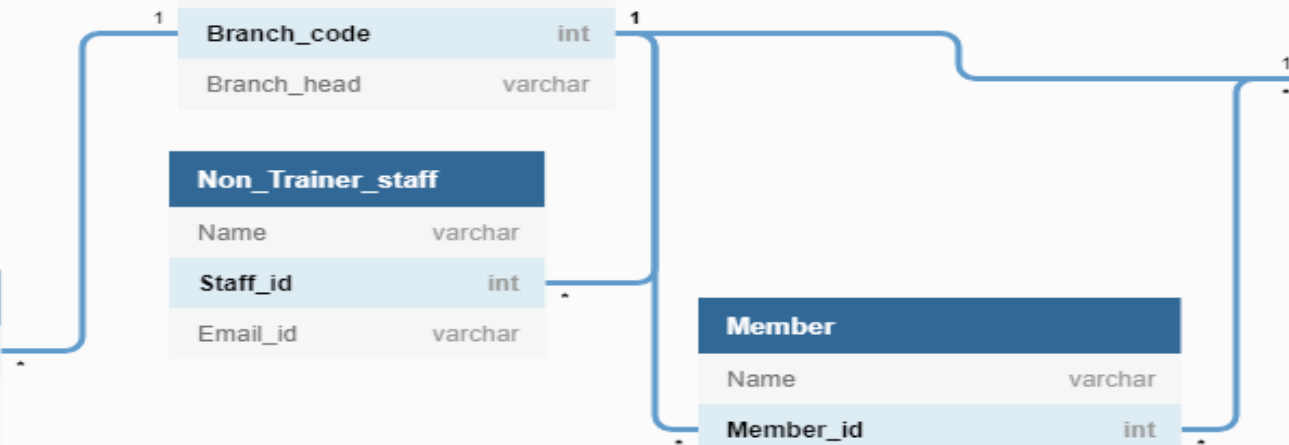 1
Branch_code int
1
Branch_head varchar
1
*
Non_Trainer_staff
Name varchar
Staff_id int
*
Email_id varchar
*
Member
Name varchar
Member_id int
*
*